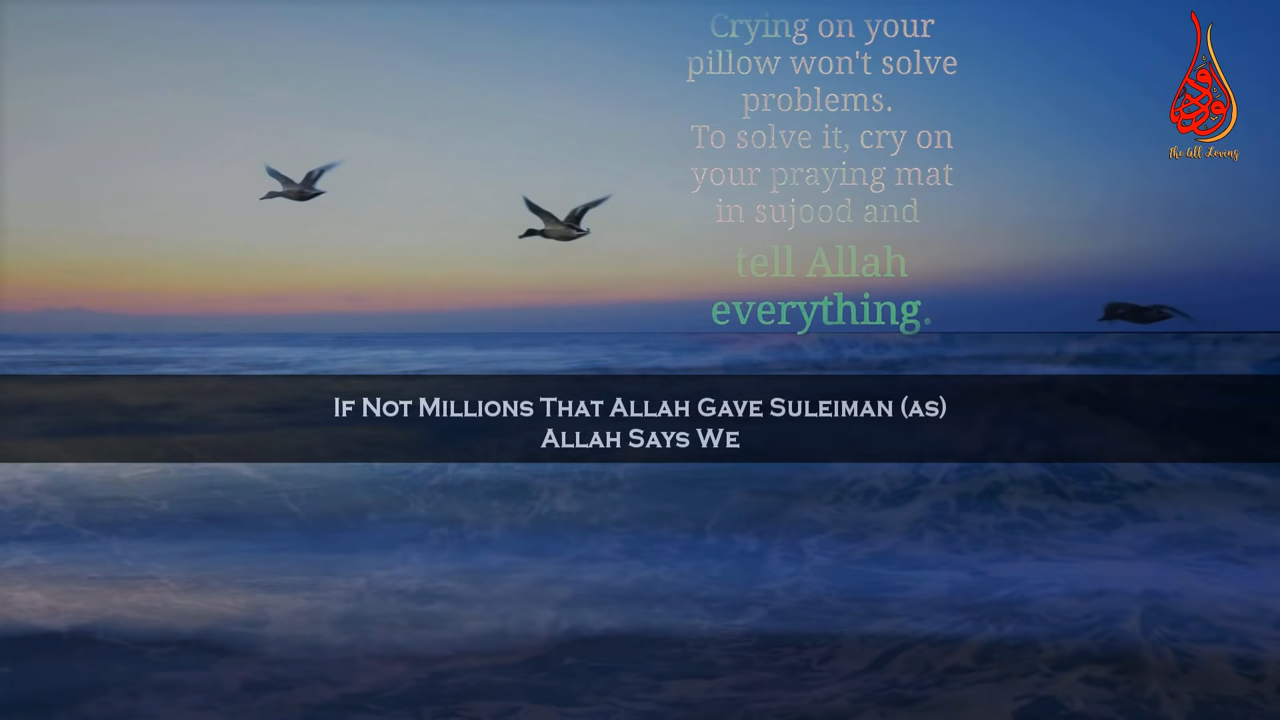 Crying on your
pillow won't solve
problems.
To solve it, cry on
your praying mat
in sujood and
tell Allah
everything.
The All Loving
If Not Millions That Allah Gave Suleiman (as)
Allah Says We